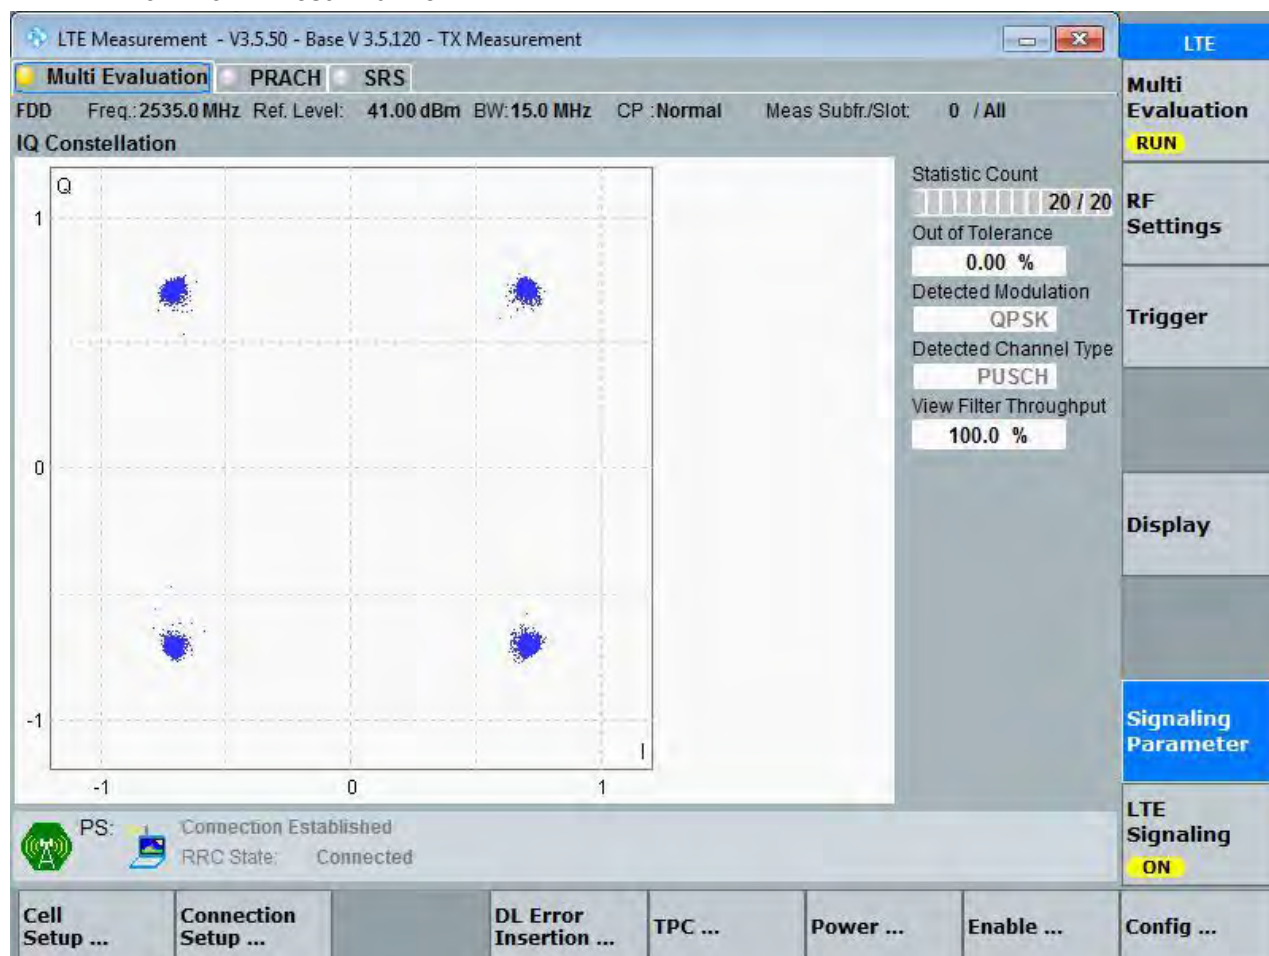 LTE Measurement - V3.5.50 - Base V 3.5.120 - TX Measurement
LTE
Multi Evaluation PRACH SRS
FDD Freq.: 2535.0 MHz Ref. Level: 41.00 dBm BW: 15.0 MHz CP : Normal Meas Subfr./Slot: 0 / All
IQ Constellation
Q
1
0
-1
-1 0 1
I
Statistic Count
20 / 20
Out of Tolerance
0.00 %
Detected Modulation
QPSK
Detected Channel Type
PUSCH
View Filter Throughput
100.0 %
Multi
Evaluation
RUN
RF
Settings
Trigger
Display
Signaling
Parameter
LTE
Signaling
ON
PS: Connection Established
RRC State: Connected
Cell
Setup ...
Connection
Setup ...
DL Error
Insertion ...
TPC ...
Power ...
Enable ...
Config ...